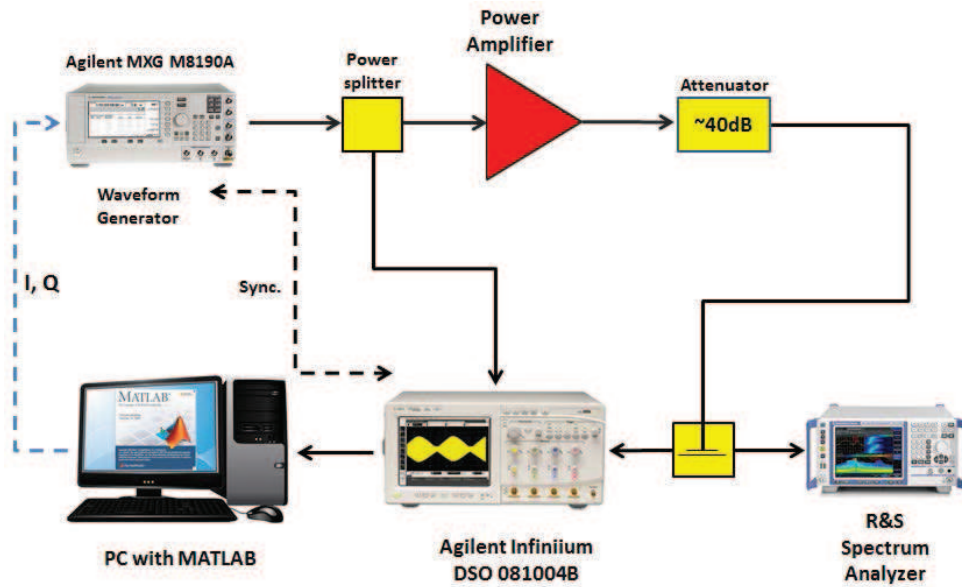 Agilent MXG M8190A
Power
splitter
Power
Amplifier
Attenuator
~40dB
Waveform
Generator
I, Q
Sync.
MATLAB
PC with MATLAB
Agilent Infiniium
DSO 081004B
R&S
Spectrum
Analyzer